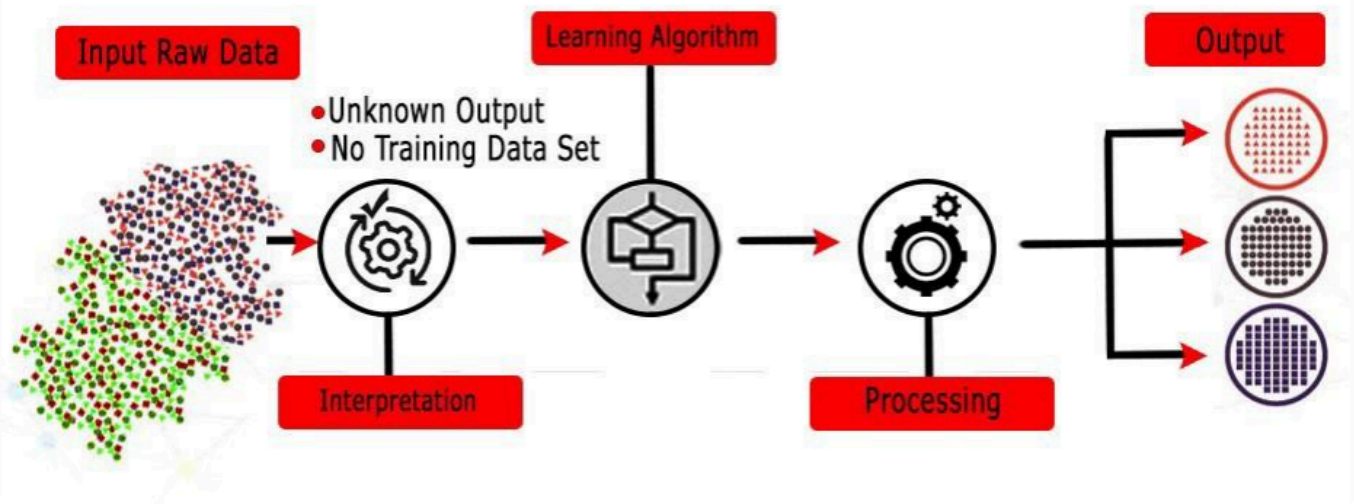 Input Raw Data
Learning Algorithm
Output
Unknown Output
No Training Data Set
Interpretation
Processing